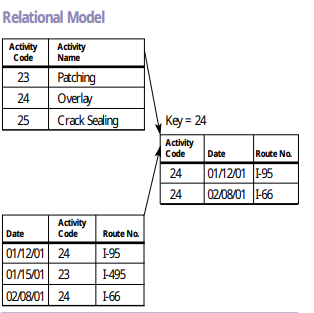 Relational Model
Activity Code Activity Name
23 Patching
24 Overlay
25 Crack Sealing
Key = 24
Activity Code Date Route No.
24 01/12/01 I-95
24 02/08/01 I-66
Date Activity Code Route No.
01/12/01 24 I-95
01/15/01 23 I-495
02/08/01 24 I-66